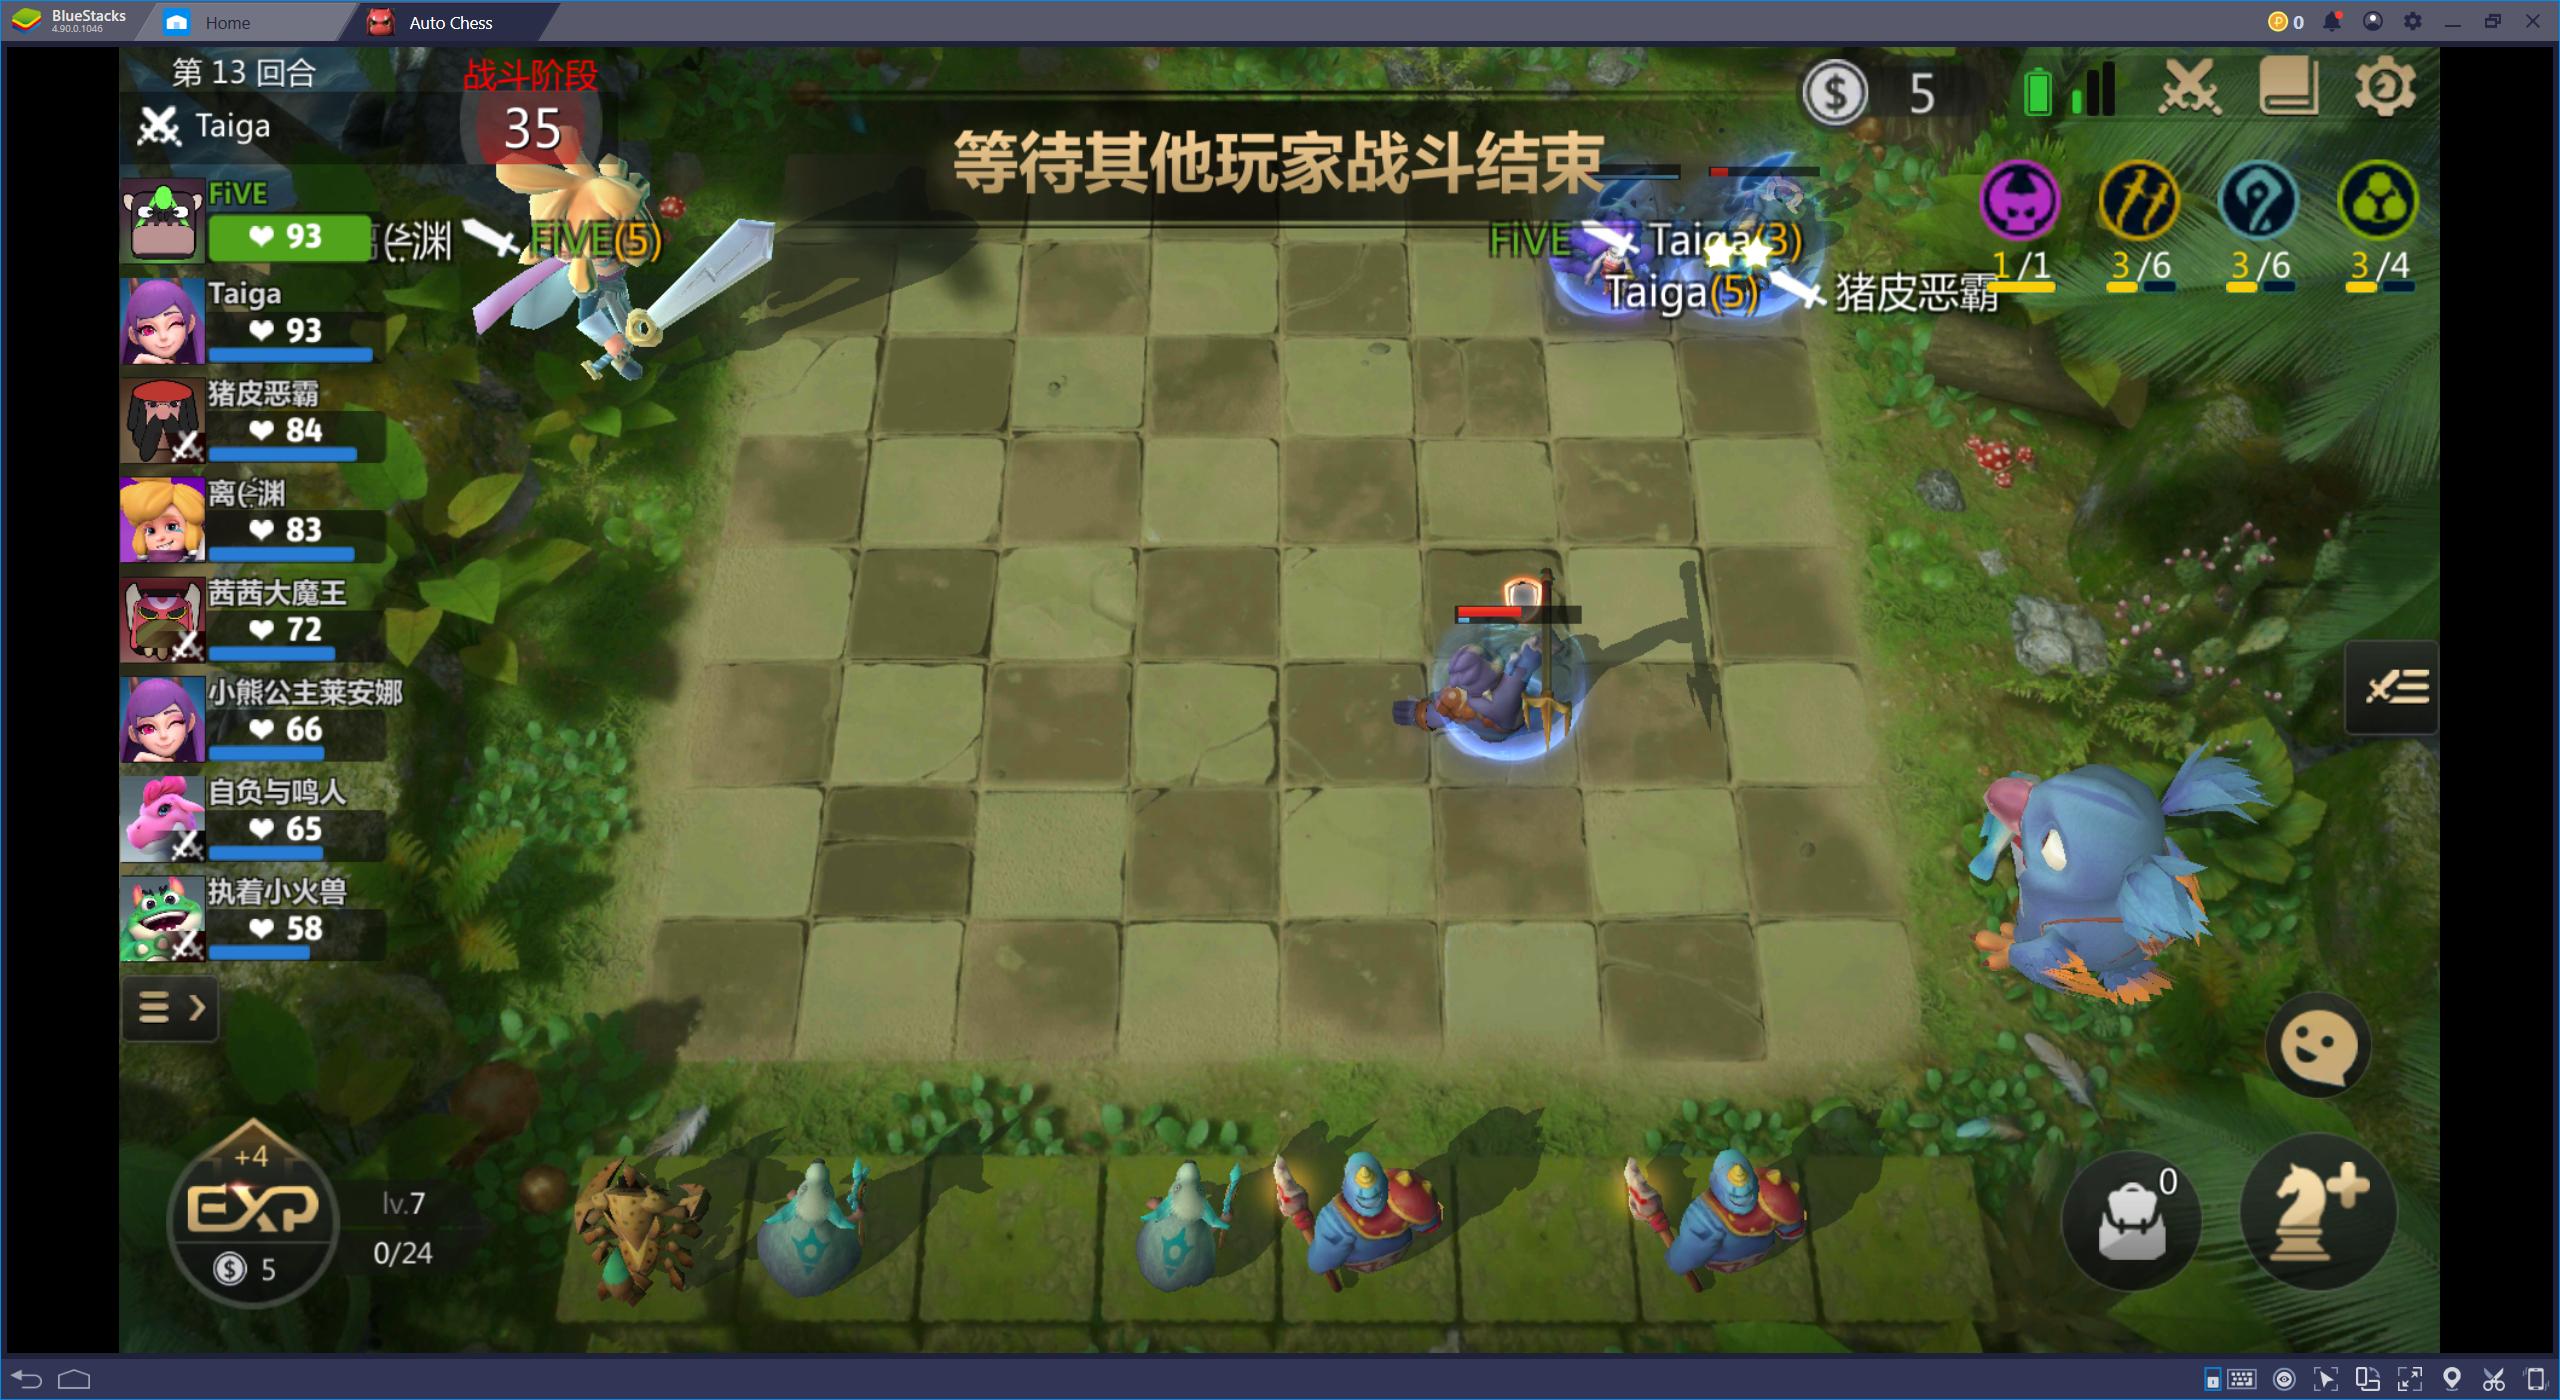 BlueStacks
4.90.0.1046
Home
Auto Chess
0
第 13 回合
战斗阶段
Taiga
35
等待其他玩家战斗结束
5
FiVE
93
渊 FiVE(5)
FiVE Taiga(3)
Taiga(5) 猪皮恶霸
1/1
3/6
3/6
3/4
Taiga
93
猪皮恶霸
84
离(渊
83
茜茜大魔王
72
小熊公主莱安娜
66
自负与鸣人
65
执着小火兽
58
+4
EXP
$ 5
lv.7
0/24
0